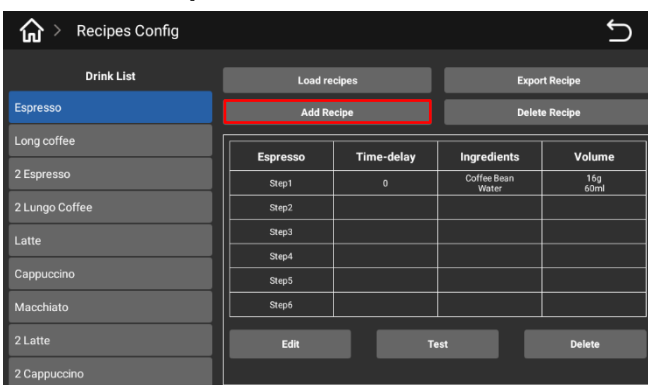 > Recipes Config
Drink List
Espresso
Long coffee
2 Espresso
2 Lungo Coffee
Latte
Cappuccino
Macchiato
2 Latte
2 Cappuccino
Load recipes Export Recipe
Add Recipe Delete Recipe
Espresso Time-delay Ingredients Volume
Step1 0 Coffee Bean 16g
Water 60ml
Step2
Step3
Step4
Step5
Step6
Edit Test Delete